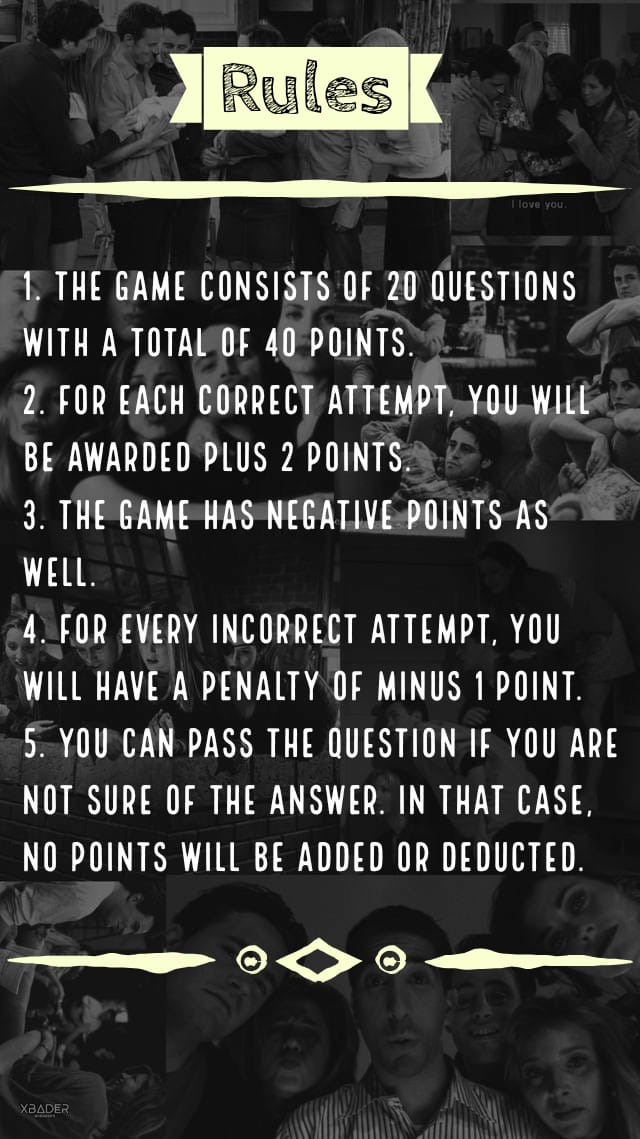 Rules
I love you.
1. THE GAME CONSISTS OF 20 QUESTIONS
WITH A TOTAL OF 40 POINTS.
2. FOR EACH CORRECT ATTEMPT, YOU WILL
BE AWARDED PLUS 2 POINTS.
3. THE GAME HAS NEGATIVE POINTS AS
WELL.
4. FOR EVERY INCORRECT ATTEMPT, YOU
WILL HAVE A PENALTY OF MINUS 1 POINT.
5. YOU CAN PASS THE QUESTION IF YOU ARE
NOT SURE OF THE ANSWER. IN THAT CASE,
NO POINTS WILL BE ADDED OR DEDUCTED.
XBADER